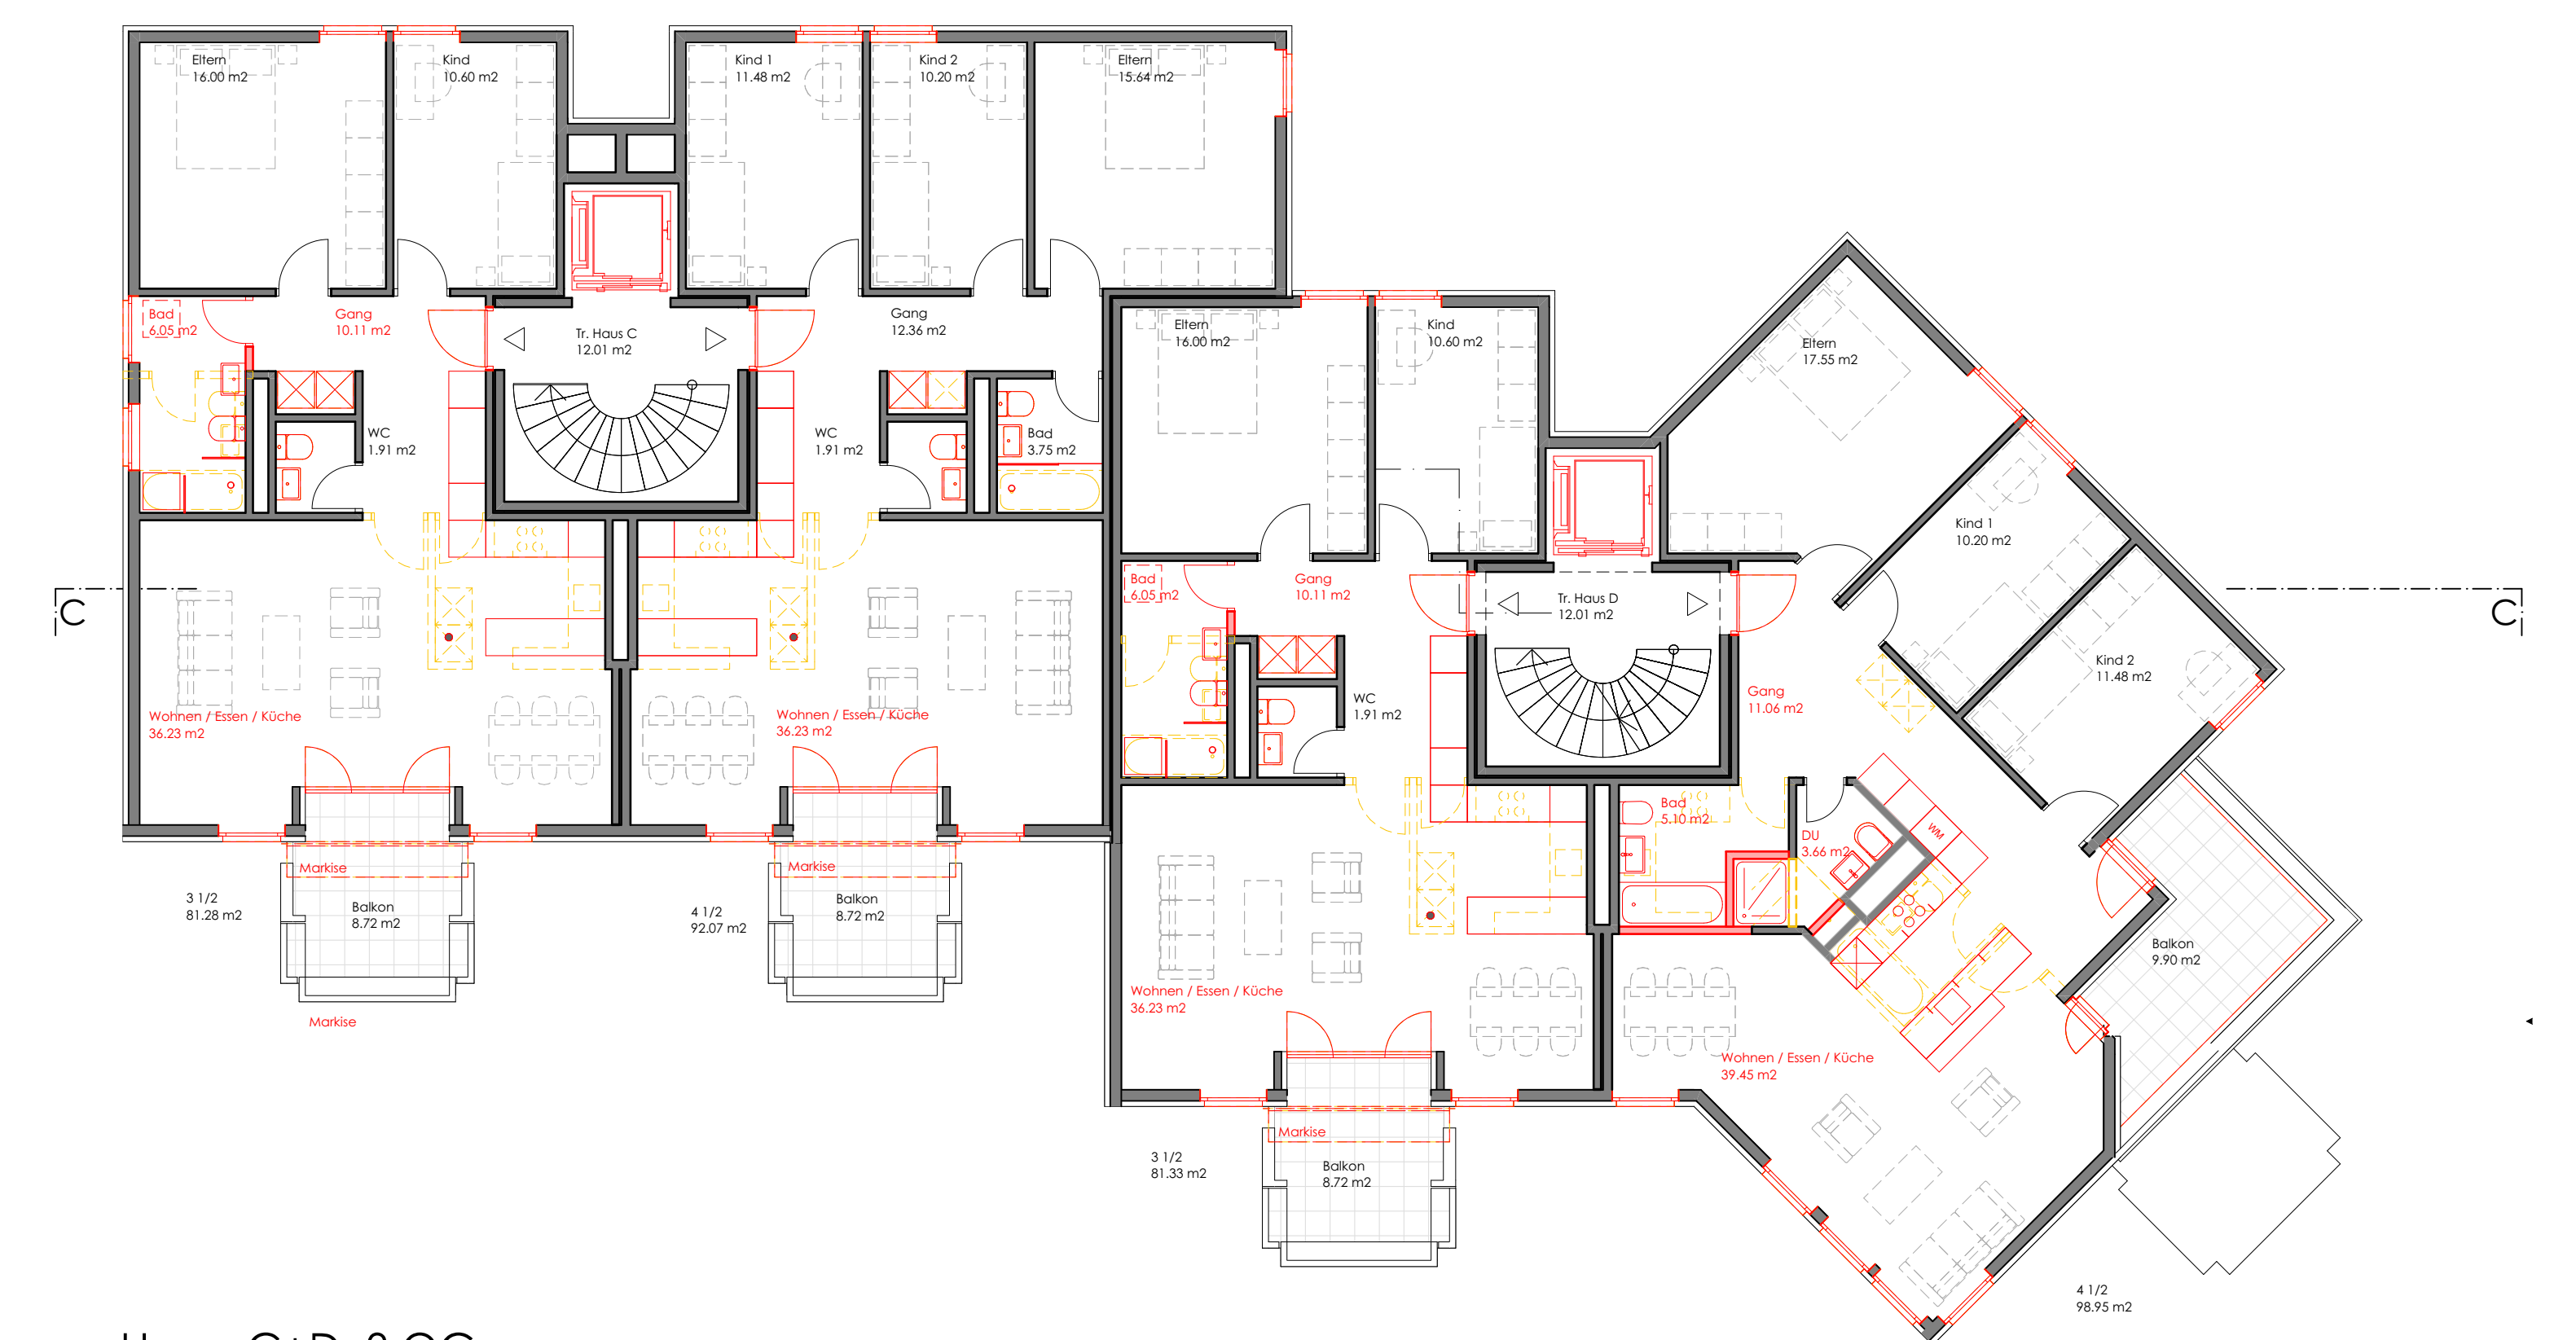 Eltern
16.00 m2
Kind
10.60 m2
Kind 1
11.48 m2
Kind 2
10.20 m2
Eltern
15.64 m2
Bad
6.05 m2
Gang
10.11 m2
Tr. Haus C
12.01 m2
Gang
12.36 m2
WC
1.91 m2
WC
1.91 m2
Bad
3.75 m2
Eltern
16.00 m2
Kind
10.60 m2
Eltern
17.55 m2
Kind 1
10.20 m2
Kind 2
11.48 m2
C
C
Bad
6.05 m2
Gang
10.11 m2
Tr. Haus D
12.01 m2
Gang
11.06 m2
WC
1.91 m2
Wohnen / Essen / Küche
36.23 m2
Wohnen / Essen / Küche
36.23 m2
Bad
5.10 m2
DU
3.66 m2
WM
Markise
Markise
3 1/2
81.28 m2
Balkon
8.72 m2
4 1/2
92.07 m2
Balkon
8.72 m2
Balkon
9.90 m2
Markise
Wohnen / Essen / Küche
36.23 m2
Wohnen / Essen / Küche
39.45 m2
Markise
3 1/2
81.33 m2
Balkon
8.72 m2
4 1/2
98.95 m2